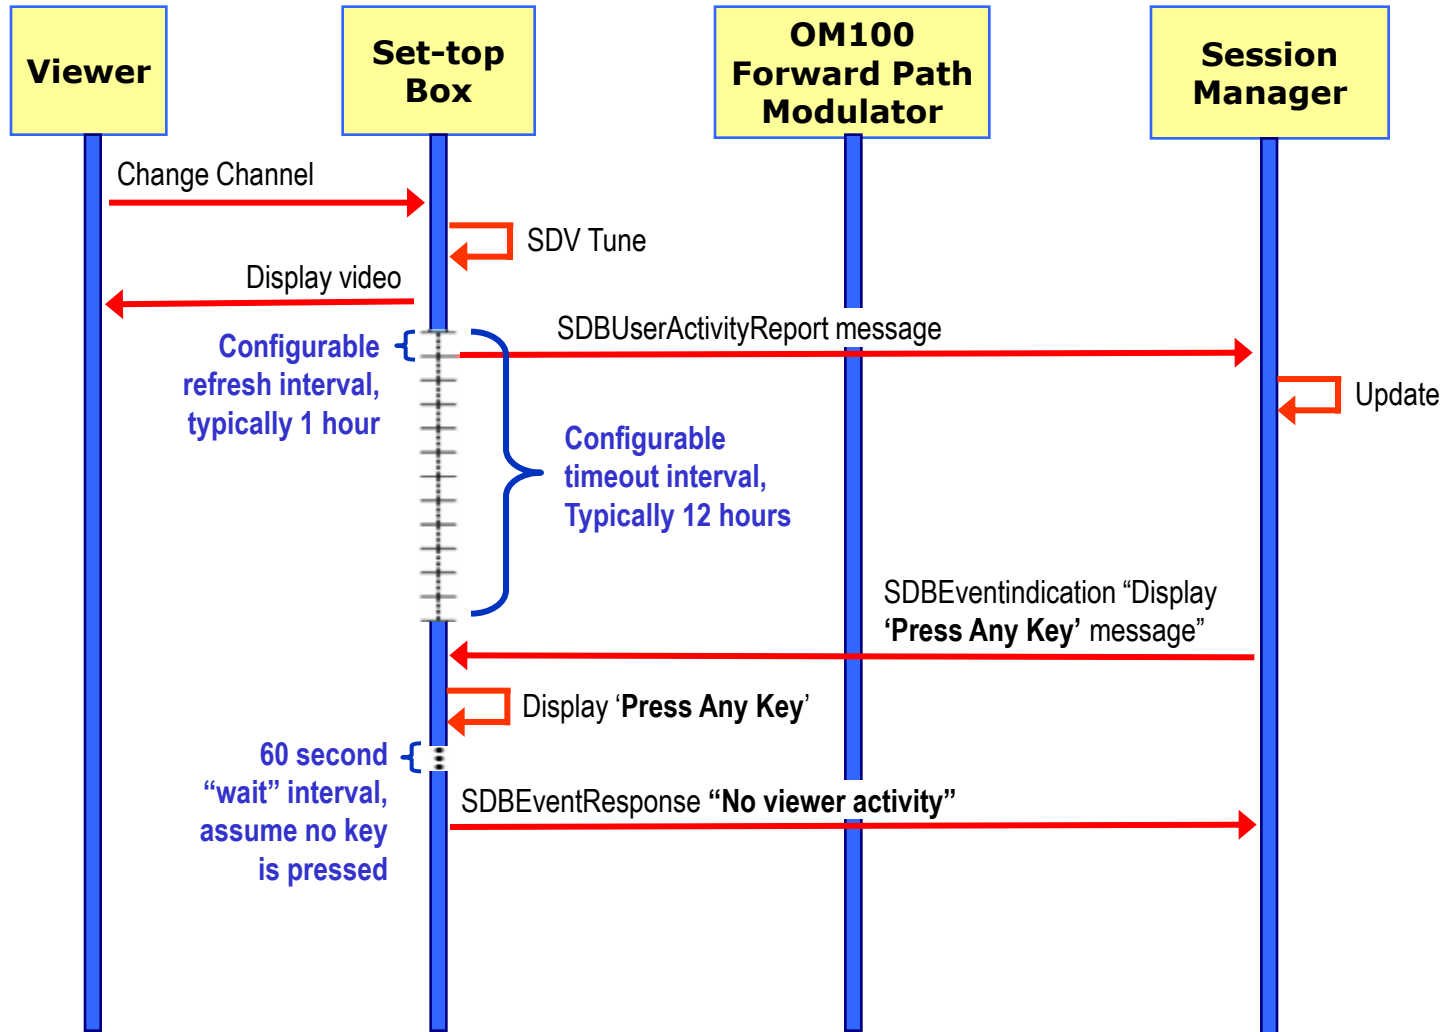 Viewer
Set-top
Box
OM100
Forward Path
Modulator
Session
Manager
Change Channel
SDV Tune
Display video
SDBUserActivityReport message
Configurable
refresh interval,
typically 1 hour
Update
Configurable
timeout interval,
Typically 12 hours
SDBEventindication “Display
‘Press Any Key’ message”
Display ‘Press Any Key’
60 second
“wait” interval,
assume no key
is pressed
SDBEventResponse “No viewer activity”